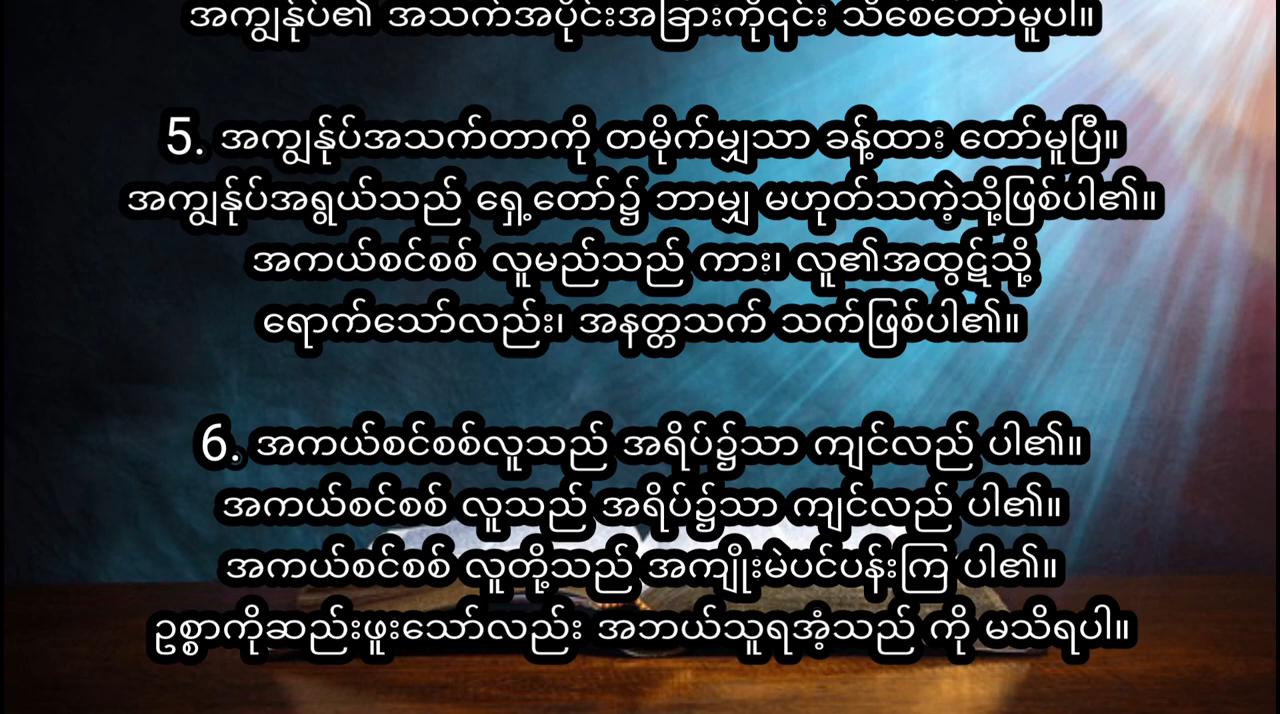 အကျွန်ုပ်၏ အသက်အပိုင်းအခြားကို၎င်း သိစေတော်မူပါ။
5. အကျွန်ုပ်အသက်တာကို တမိုက်မျှသာ ခန့်ထား တော်မူပြီ။
အကျွန်ုပ်အရွယ်သည် ရှေ့တော်၌ ဘာမျှ မဟုတ်သကဲ့သို့ဖြစ်ပါ၏။
အကယ်စင်စစ် လူမည်သည် ကား၊ လူ၏အထွဋ်သို့
ရောက်သော်လည်း၊ အနတ္တသက် သက်ဖြစ်ပါ၏။
6. အကယ်စင်စစ်လူသည် အရိပ်၌သာ ကျင်လည် ပါ၏။
အကယ်စင်စစ် လူသည် အရိပ်၌သာ ကျင်လည် ပါ၏။
အကယ်စင်စစ် လူတို့သည် အကျိုးမဲပင်ပန်းကြ ပါ၏။
ဥစ္စာကိုဆည်းဖူးသော်လည်း အဘယ်သူရအံ့သည် ကို မသိရပါ။